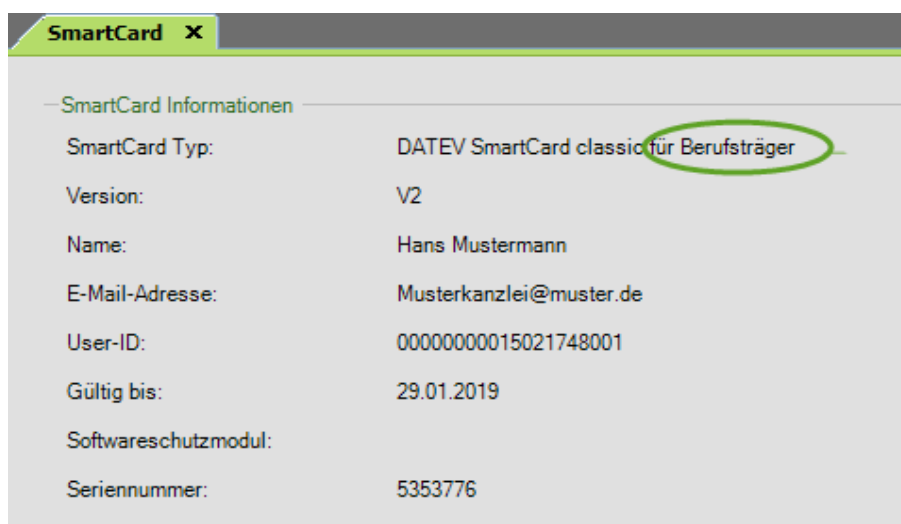 SmartCard X
SmartCard Informationen
SmartCard Typ: DATEV SmartCard classic für Berufsträger
Version: V2
Name: Hans Mustermann
E-Mail-Adresse: Musterkanzlei@muster.de
User-ID: 00000000015021748001
Gültig bis: 29.01.2019
Softwareschutzmodul:
Seriennummer: 5353776